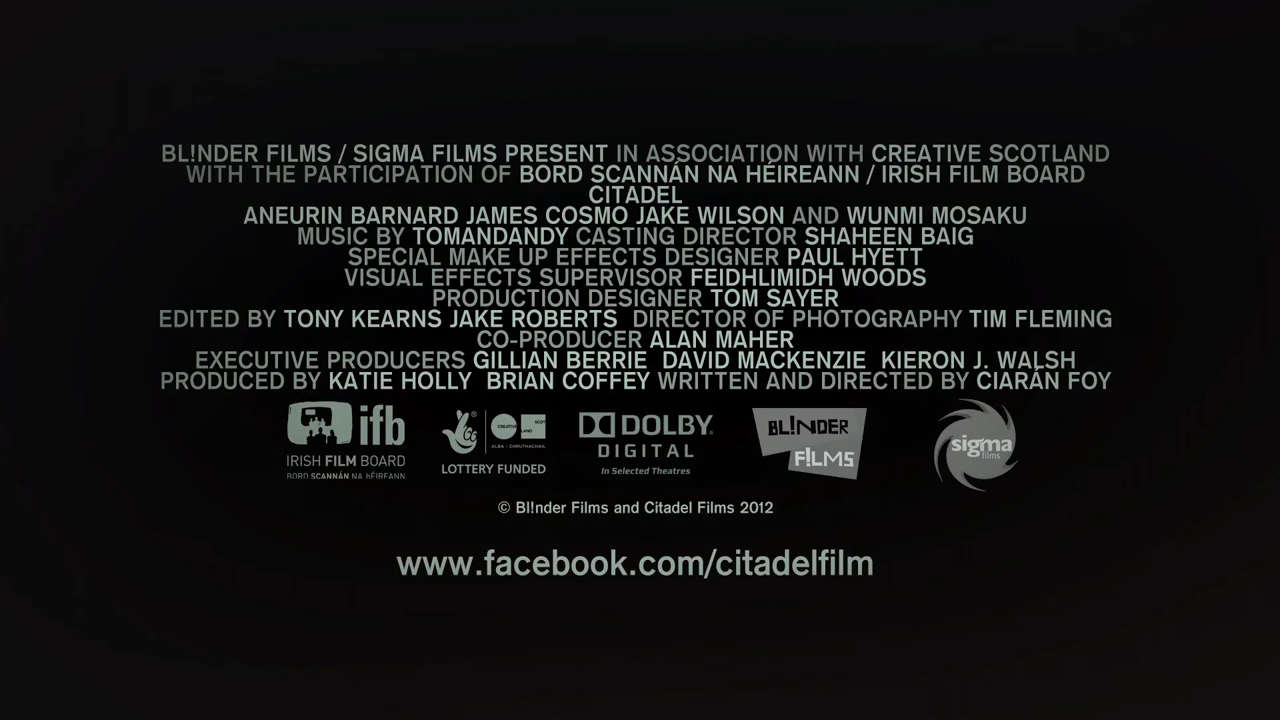 BL!NDER FILMS / SIGMA FILMS PRESENT IN ASSOCIATION WITH CREATIVE SCOTLAND
WITH THE PARTICIPATION OF BORD SCANNÁN NA HÉIREANN / IRISH FILM BOARD
CITADEL
ANEURIN BARNARD JAMES COSMO JAKE WILSON AND WUNMI MOSAKU
MUSIC BY TOMANDANDY CASTING DIRECTOR SHAHEEN BAIG
SPECIAL MAKE UP EFFECTS DESIGNER PAUL HYETT
VISUAL EFFECTS SUPERVISOR FEIDHLIMIDH WOODS
PRODUCTION DESIGNER TOM SAYER
EDITED BY TONY KEARNS JAKE ROBERTS DIRECTOR OF PHOTOGRAPHY TIM FLEMING
CO-PRODUCER ALAN MAHER
EXECUTIVE PRODUCERS GILLIAN BERRIE DAVID MACKENZIE KIERON J. WALSH
PRODUCED BY KATIE HOLLY BRIAN COFFEY WRITTEN AND DIRECTED BY CIARÁN FOY
ifb
IRISH FILM BOARD
BORD SCANNÁN NA hÉIREANN
CREATIVE SCOT
LAND
ALBA | CHRUTHACHAIL
LOTTERY FUNDED
DOLBY
DIGITAL
In Selected Theatres
BL!NDER
F!LMS
sigma
films
© Bl!nder Films and Citadel Films 2012
www.facebook.com/citadelfilm